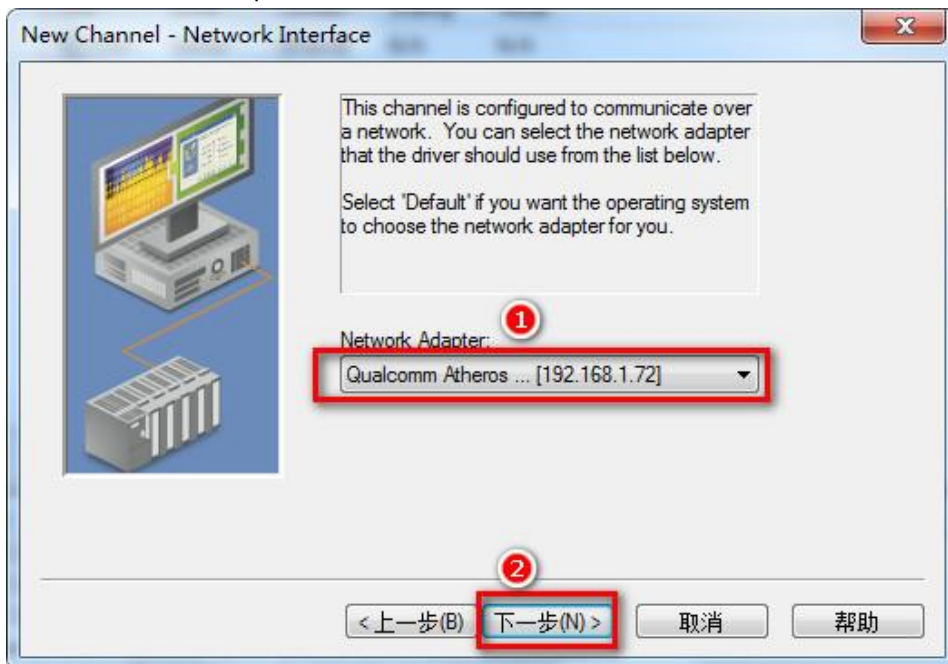 New Channel - Network Interface
This channel is configured to communicate over
a network. You can select the network adapter
that the driver should use from the list below.
Select 'Default' if you want the operating system
to choose the network adapter for you.
1
Network Adapter:
Qualcomm Atheros ... [192.168.1.72]
2
<上一步(B)
下一步(N) >
取消
帮助